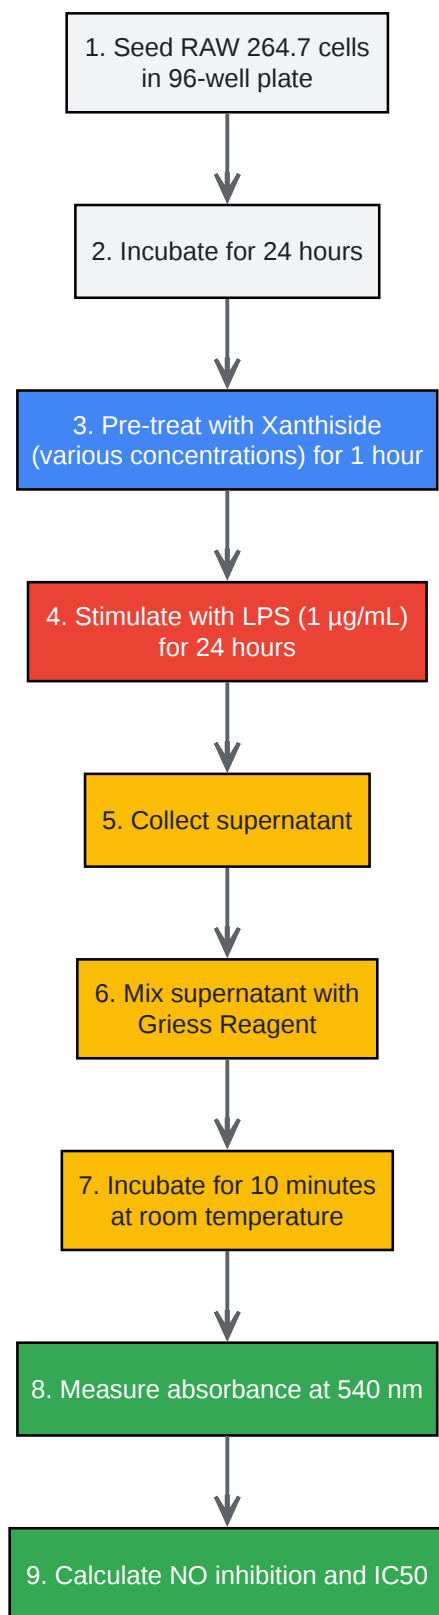 1. Seed RAW 264.7 cells
in 96-well plate
2. Incubate for 24 hours
3. Pre-treat with Xanthiside
(various concentrations) for 1 hour
4. Stimulate with LPS (1 µg/mL)
for 24 hours
5. Collect supernatant
6. Mix supernatant with
Griess Reagent
7. Incubate for 10 minutes
at room temperature
8. Measure absorbance at 540 nm
9. Calculate NO inhibition and IC50